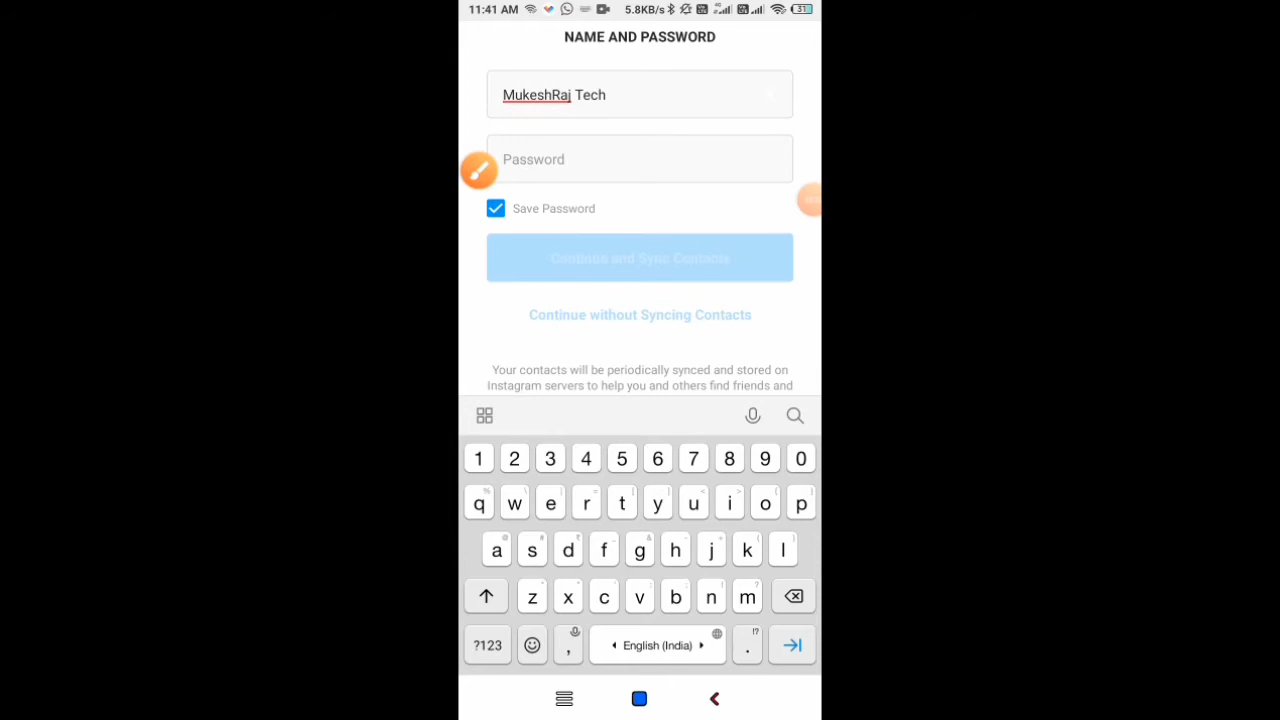 11:41 AM 5.8KB/s 4G 31
NAME AND PASSWORD
MukeshRaj Tech
Password
Save Password
Continue and Sync Contacts
Continue without Syncing Contacts
Your contacts will be periodically synced and stored on
Instagram servers to help you and others find friends and
1 2 3 4 5 6 7 8 9 0
q w e r t y u i o p
a s d f g h j k l
z x c v b n m
?123 , English (India) . !?